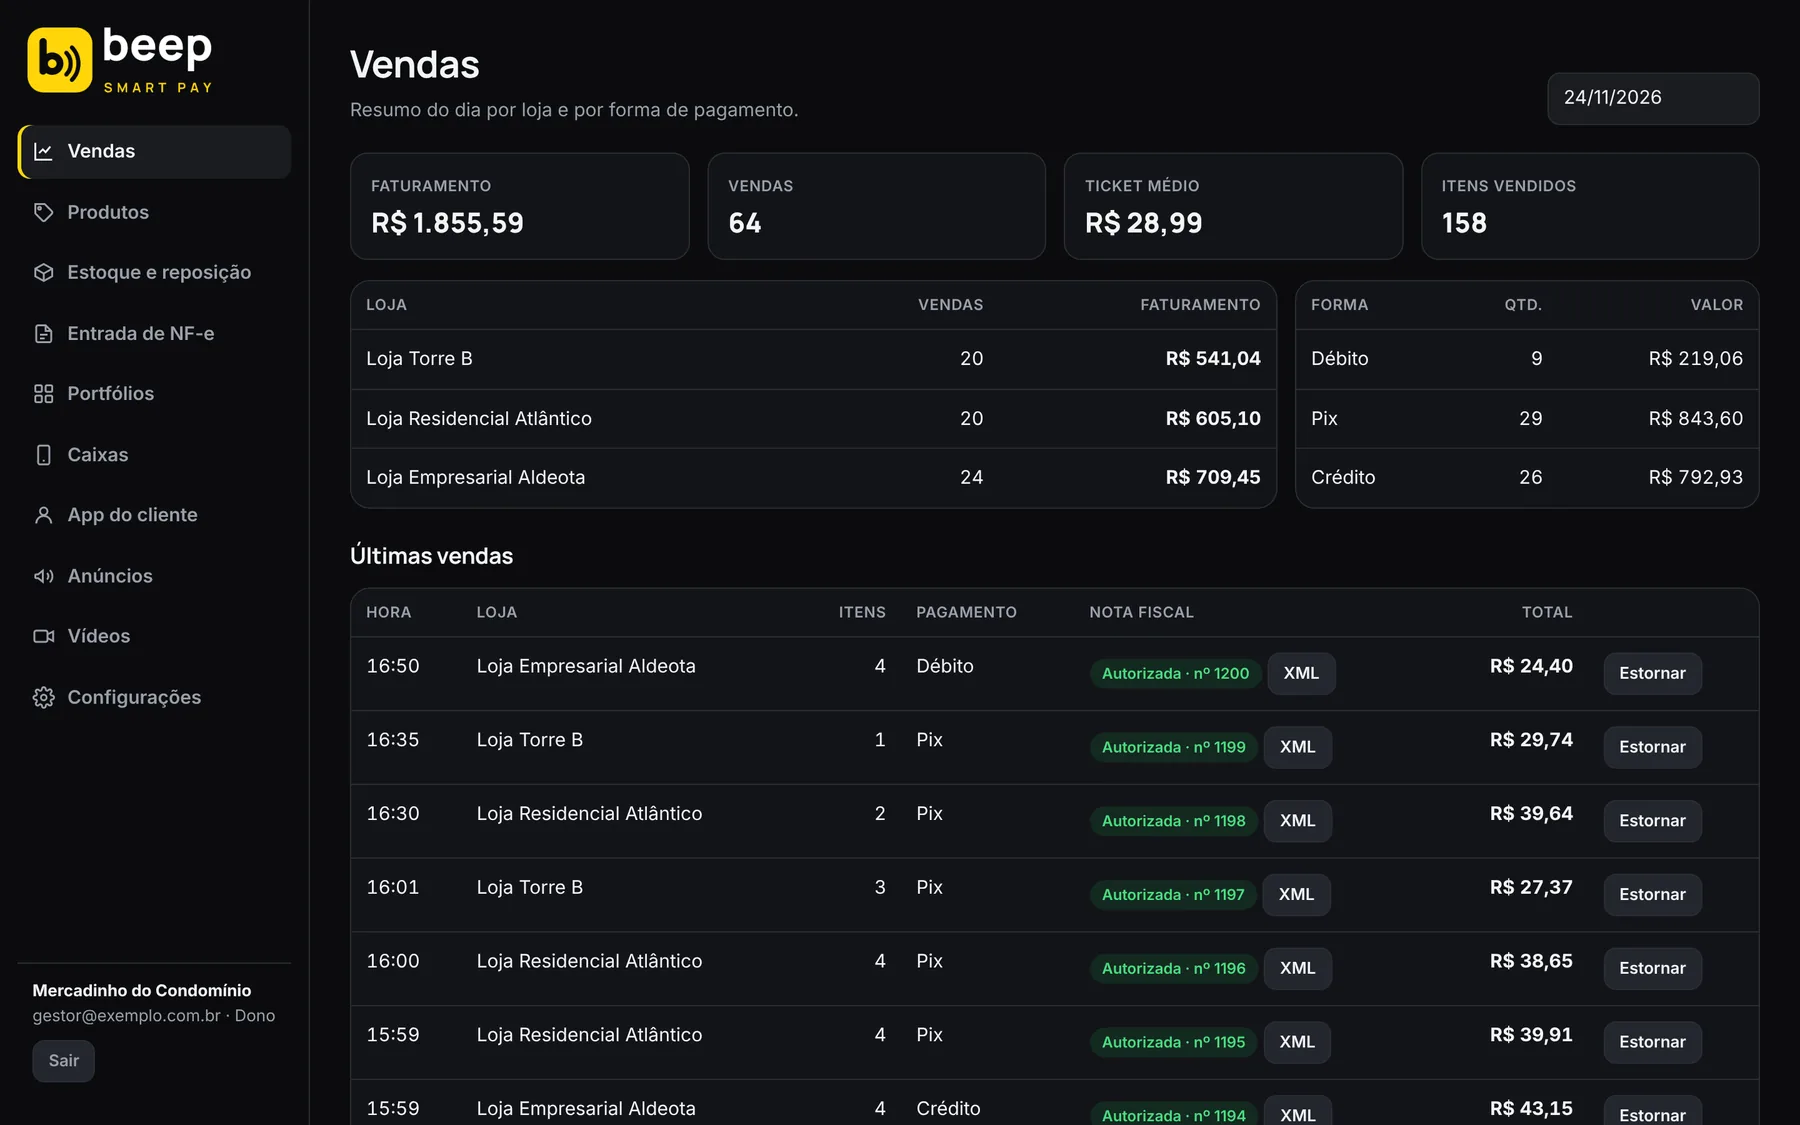 beep
SMART PAY
Vendas
Produtos
Estoque e reposição
Entrada de NF-e
Portfólios
Caixas
App do cliente
Anúncios
Vídeos
Configurações
Mercadinho do Condomínio
gestor@exemplo.com.br · Dono
Sair
Vendas
Resumo do dia por loja e por forma de pagamento.
24/11/2026
FATURAMENTO
R$ 1.855,59
VENDAS
64
TICKET MÉDIO
R$ 28,99
ITENS VENDIDOS
158
LOJA VENDAS FATURAMENTO
Loja Torre B 20 R$ 541,04
Loja Residencial Atlântico 20 R$ 605,10
Loja Empresarial Aldeota 24 R$ 709,45
FORMA QTD. VALOR
Débito 9 R$ 219,06
Pix 29 R$ 843,60
Crédito 26 R$ 792,93
Últimas vendas
HORA LOJA ITENS PAGAMENTO NOTA FISCAL TOTAL
16:50 Loja Empresarial Aldeota 4 Débito Autorizada · nº 1200 XML R$ 24,40 Estornar
16:35 Loja Torre B 1 Pix Autorizada · nº 1199 XML R$ 29,74 Estornar
16:30 Loja Residencial Atlântico 2 Pix Autorizada · nº 1198 XML R$ 39,64 Estornar
16:01 Loja Torre B 3 Pix Autorizada · nº 1197 XML R$ 27,37 Estornar
16:00 Loja Residencial Atlântico 4 Pix Autorizada · nº 1196 XML R$ 38,65 Estornar
15:59 Loja Residencial Atlântico 4 Pix Autorizada · nº 1195 XML R$ 39,91 Estornar
15:59 Loja Empresarial Aldeota 4 Crédito Autorizada · nº 1194 XML R$ 43,15 Estornar